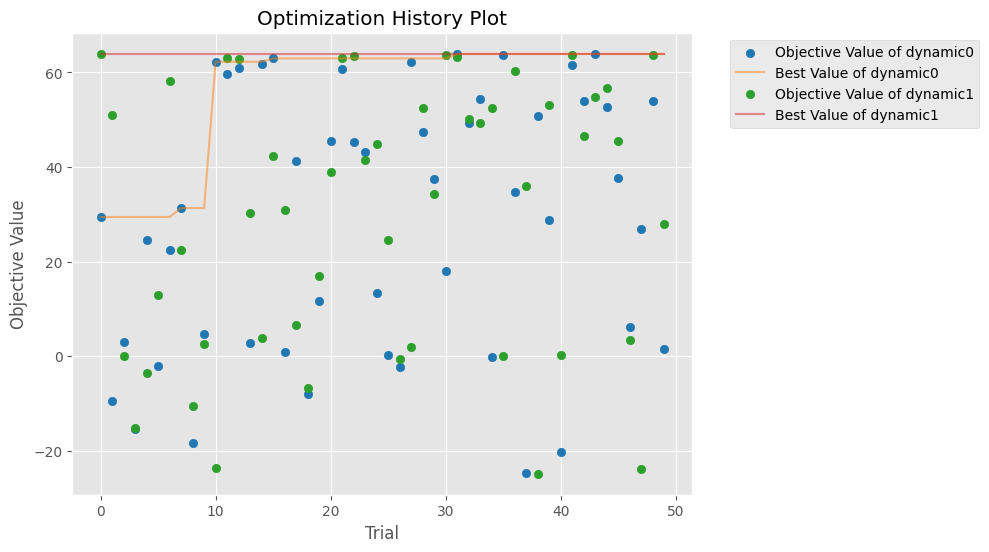 Optimization History Plot
Objective Value of dynamic0
Best Value of dynamic0
Objective Value of dynamic1
Best Value of dynamic1
60
40
20
0
−20
Objective Value
0 10 20 30 40 50
Trial